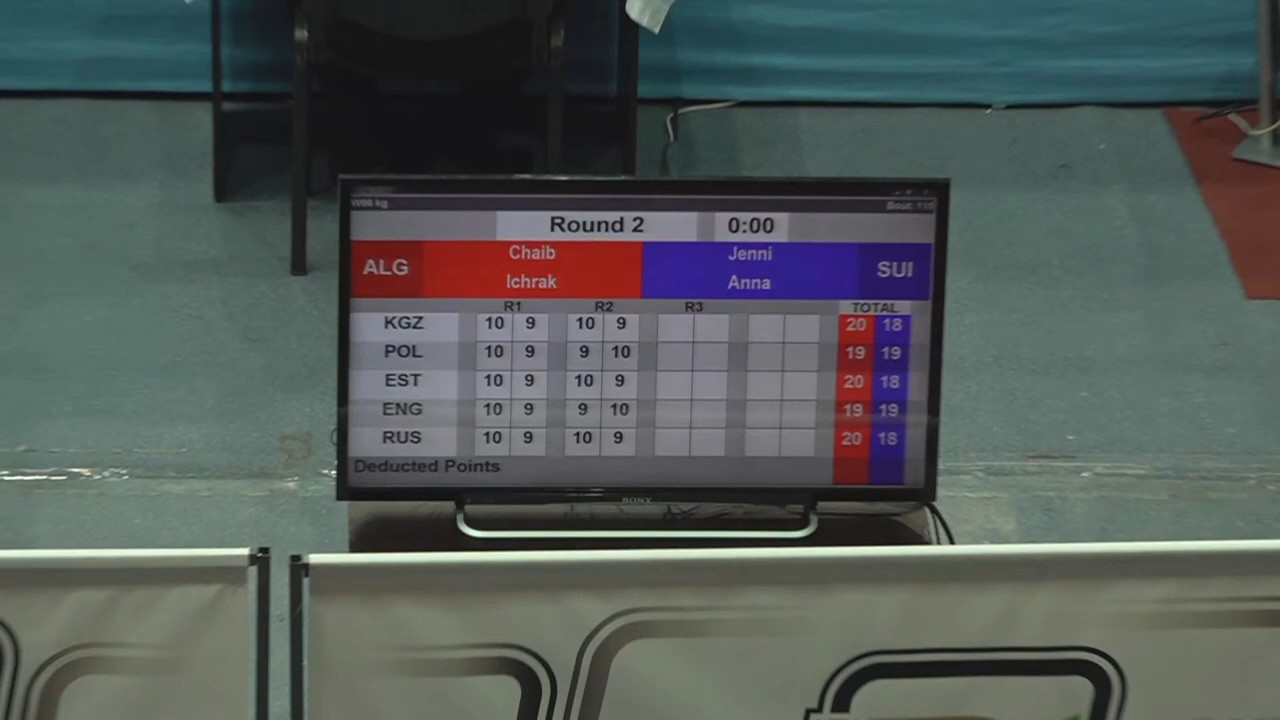 W66 kg
Round 2 0:00
ALG Chaib Ichrak Jenni Anna SUI
R1 R2 R3 TOTAL
KGZ 10 9 10 9 20 18
POL 10 9 9 10 19 19
EST 10 9 10 9 20 18
ENG 10 9 9 10 19 19
RUS 10 9 10 9 20 18
Deducted Points
SONY